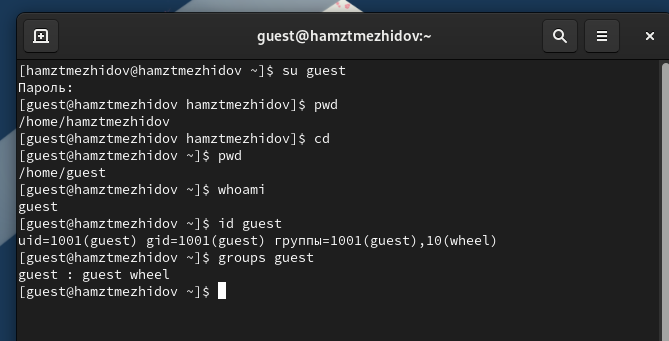 guest@hamztmezhidov:~
[hamztmezhidov@hamztmezhidov ~]$ su guest
Пароль:
[guest@hamztmezhidov hamztmezhidov]$ pwd
/home/hamztmezhidov
[guest@hamztmezhidov hamztmezhidov]$ cd
[guest@hamztmezhidov ~]$ pwd
/home/guest
[guest@hamztmezhidov ~]$ whoami
guest
[guest@hamztmezhidov ~]$ id guest
uid=1001(guest) gid=1001(guest) группы=1001(guest),10(wheel)
[guest@hamztmezhidov ~]$ groups guest
guest : guest wheel
[guest@hamztmezhidov ~]$